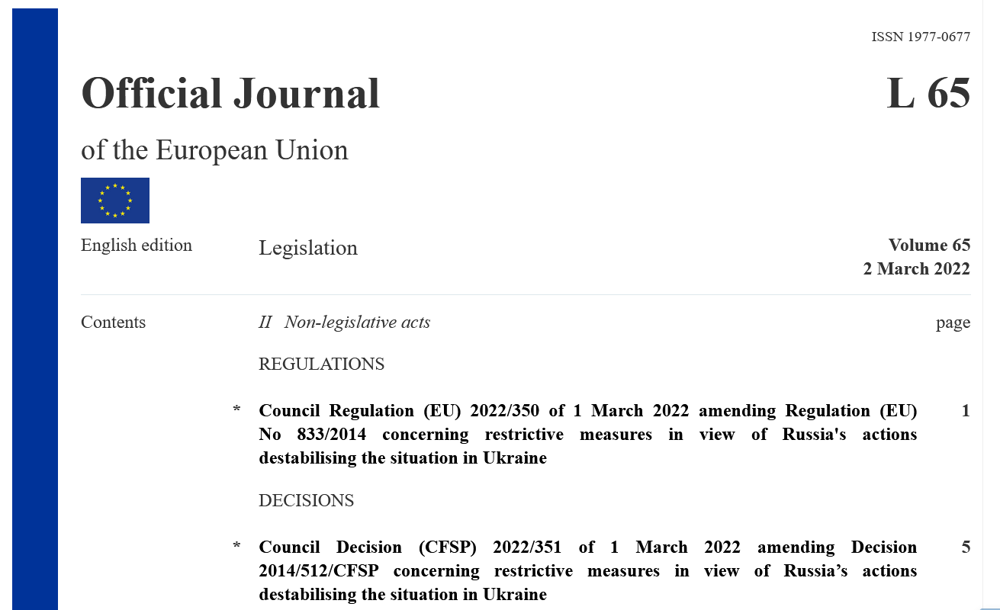 ISSN 1977-0677
Official Journal
L 65
of the European Union
English edition
Legislation
Volume 65
2 March 2022
Contents
II Non-legislative acts
page
REGULATIONS
* Council Regulation (EU) 2022/350 of 1 March 2022 amending Regulation (EU) 1
No 833/2014 concerning restrictive measures in view of Russia's actions
destabilising the situation in Ukraine
DECISIONS
* Council Decision (CFSP) 2022/351 of 1 March 2022 amending Decision 5
2014/512/CFSP concerning restrictive measures in view of Russia’s actions
destabilising the situation in Ukraine